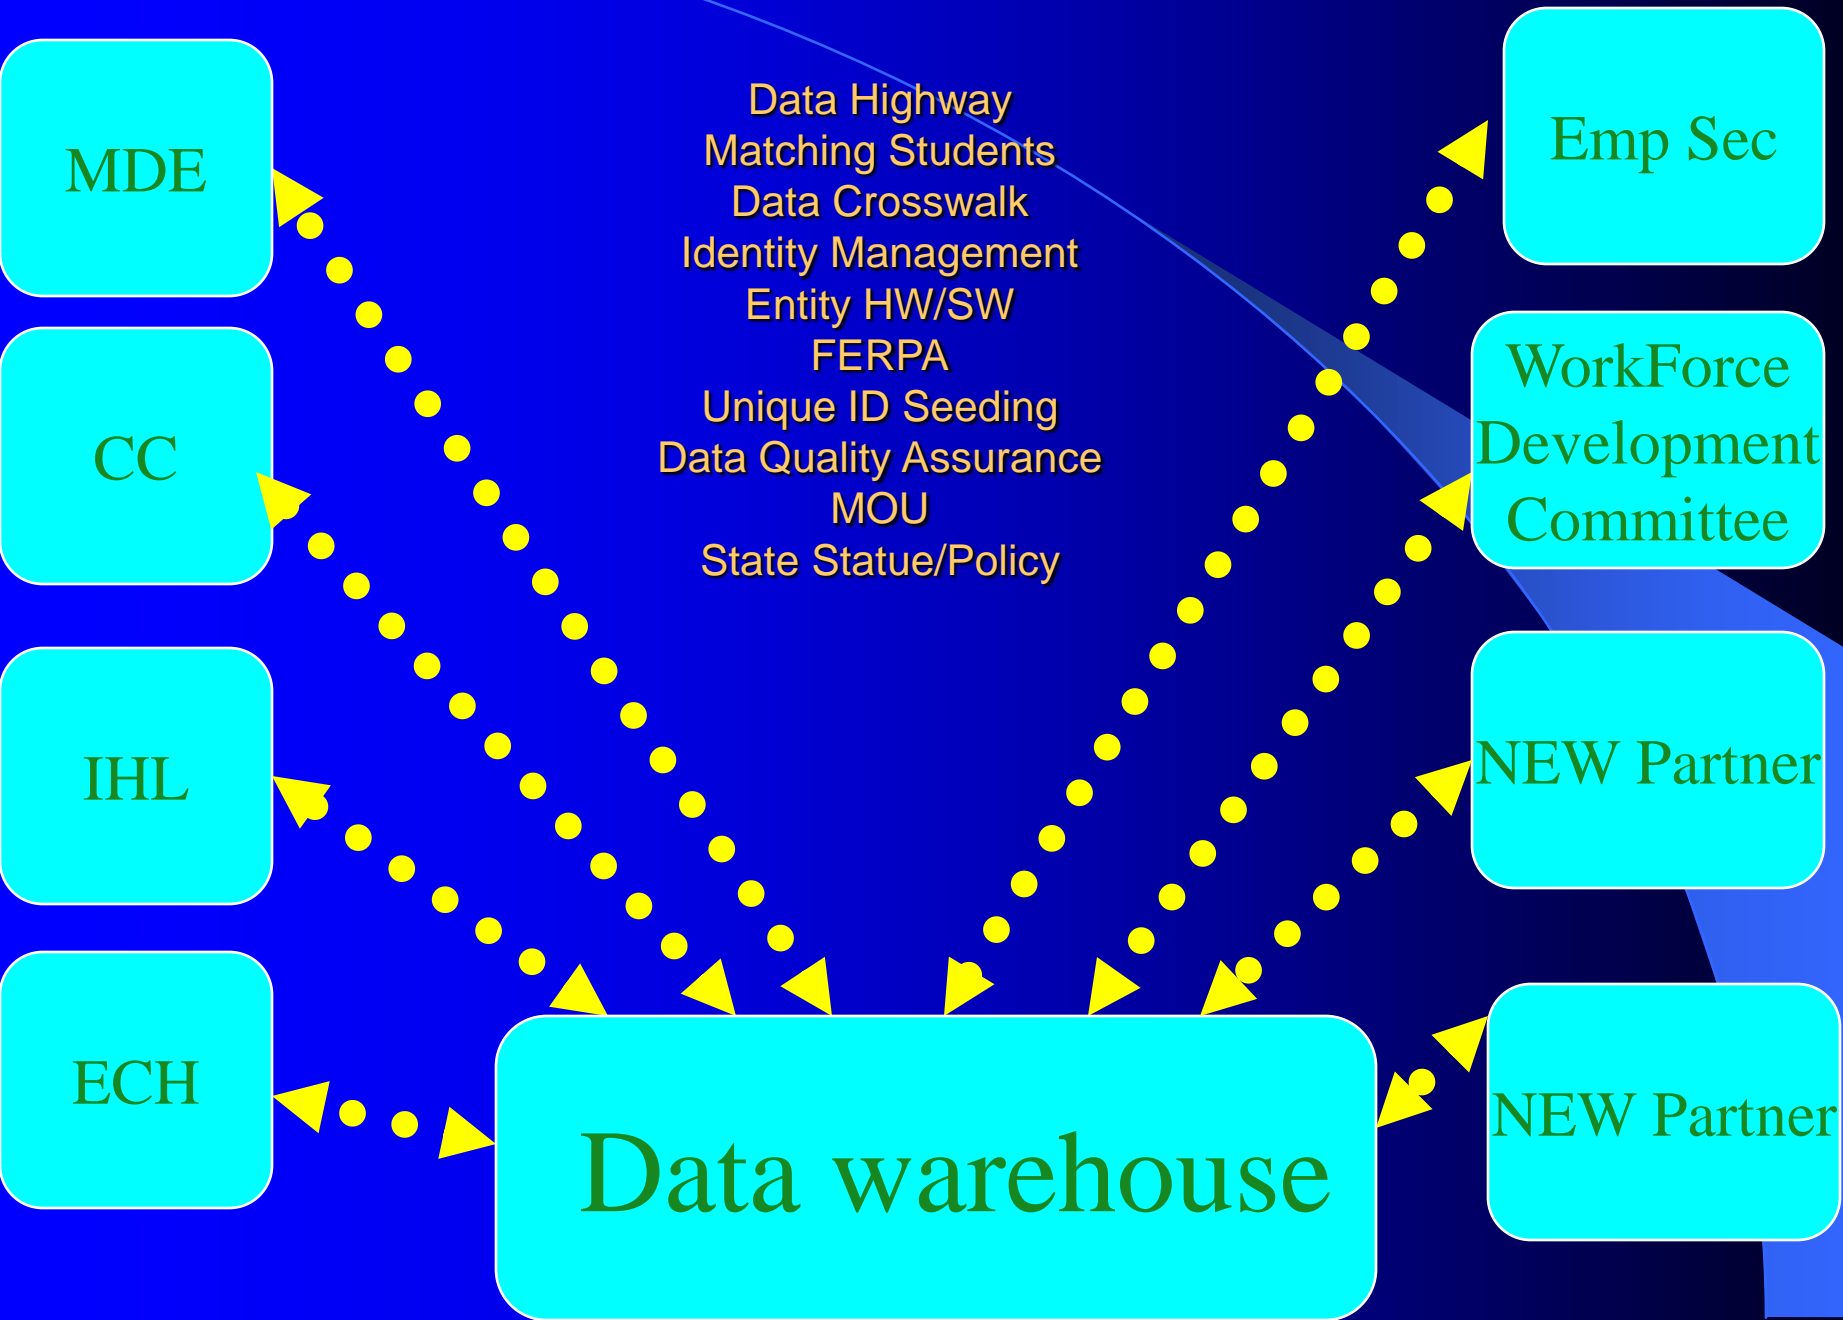 Data Highway
Matching Students
Data Crosswalk
Identity Management
Entity HW/SW
FERPA
Unique ID Seeding
Data Quality Assurance
MOU
State Statue/Policy
MDE
CC
IHL
ECH
Emp Sec
WorkForce
Development
Committee
NEW Partner
NEW Partner
Data warehouse